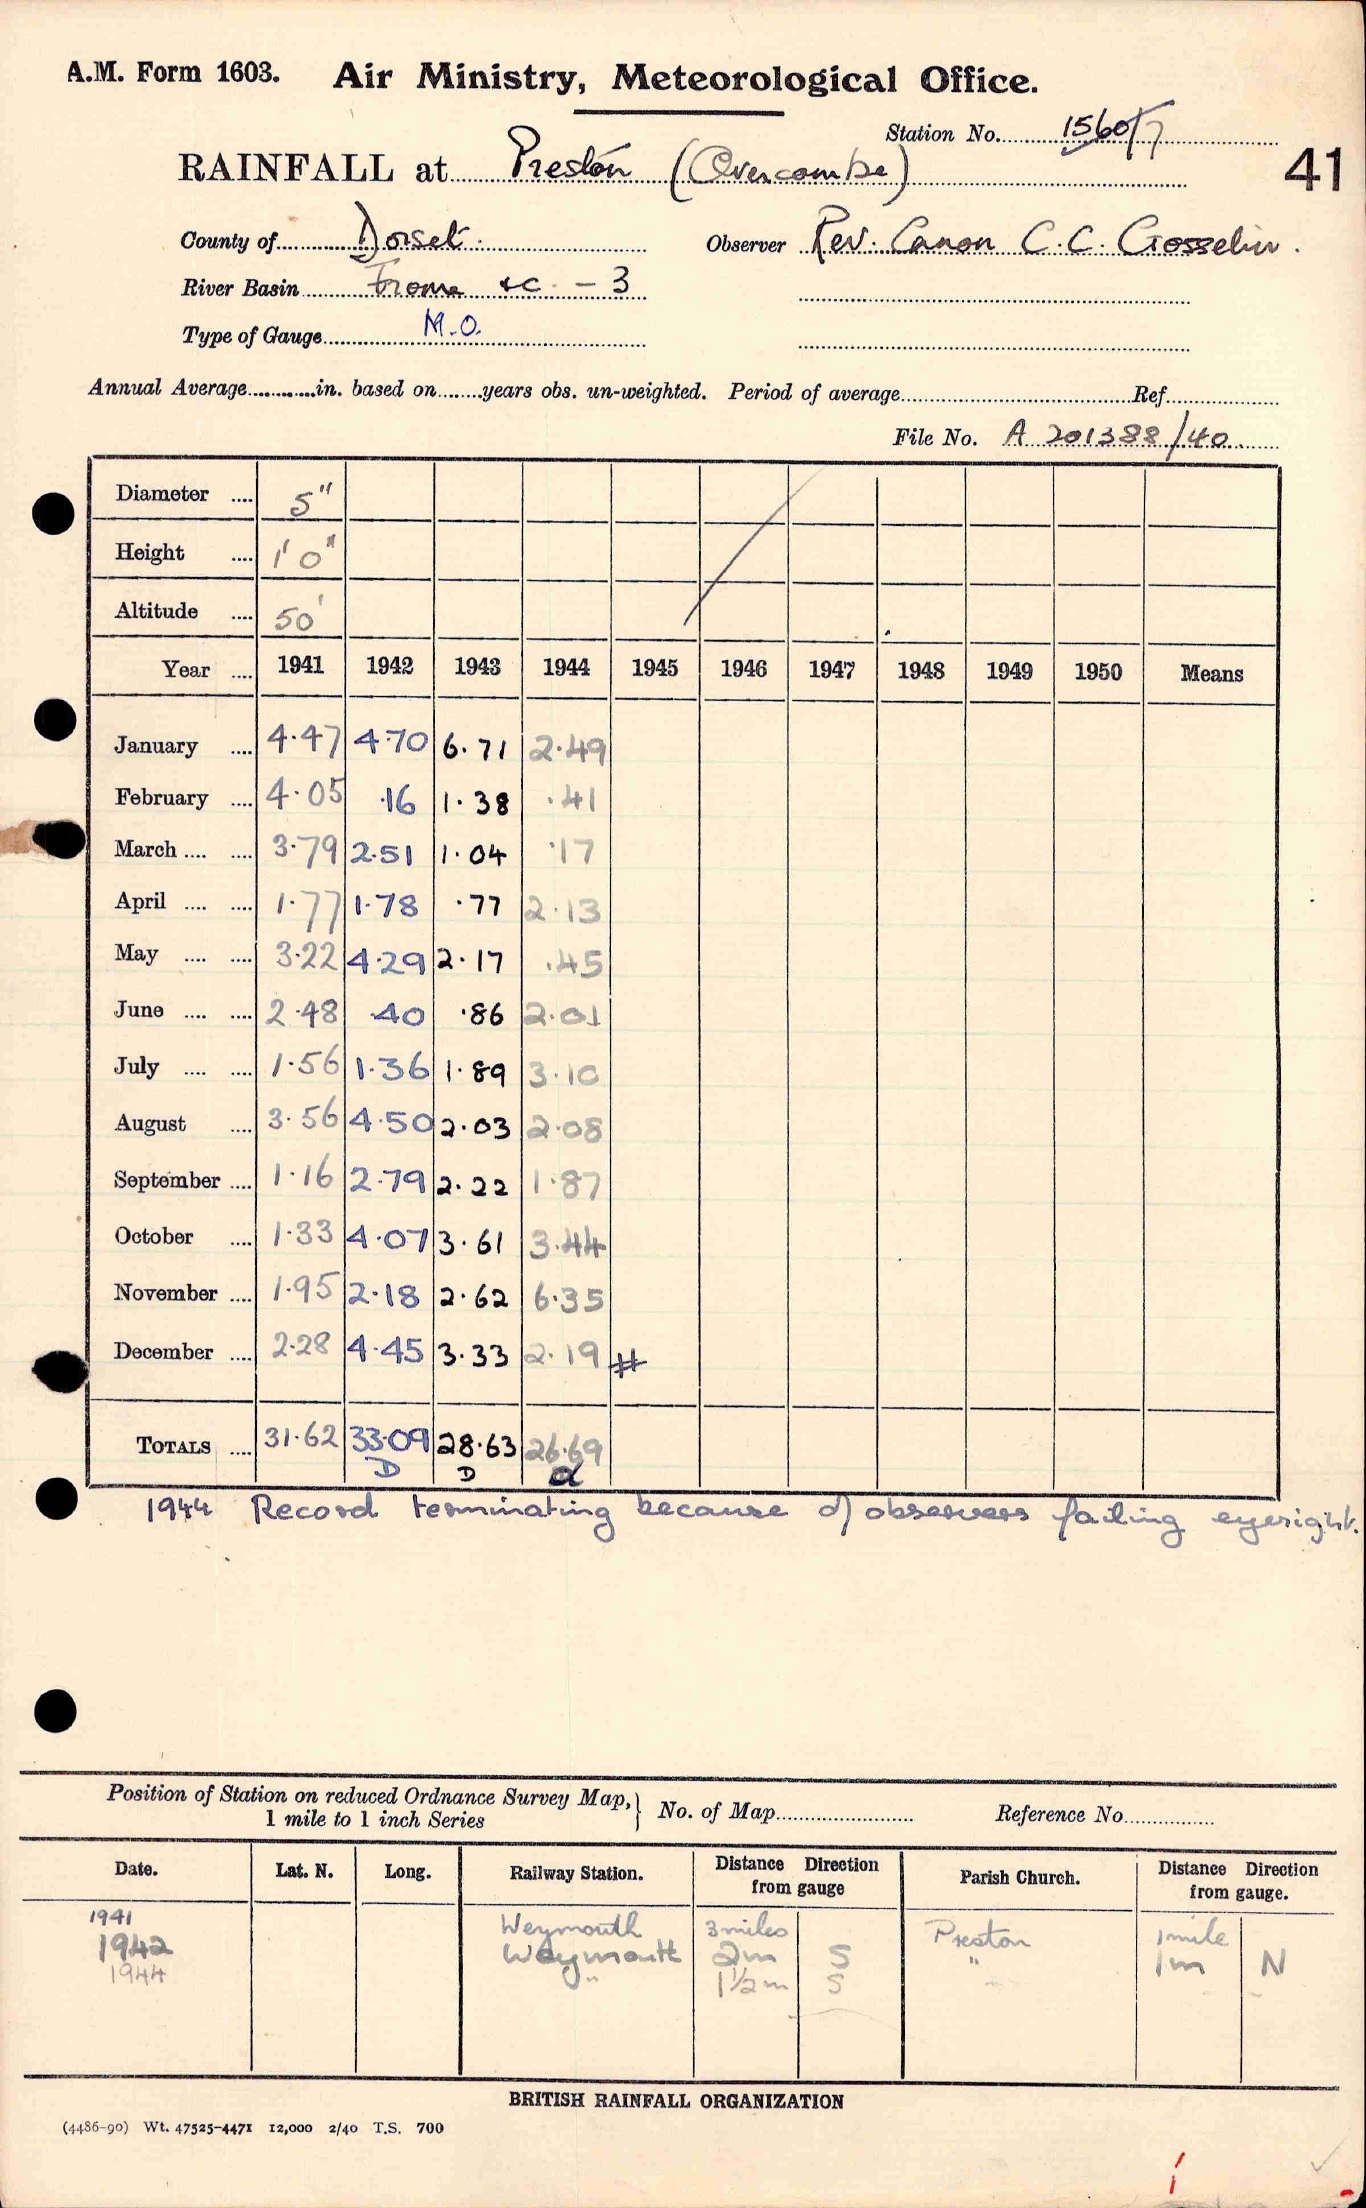 A.M. Form 1603. Air Ministry, Meteorological Office.
Station No. 1560/7
RAINFALL at Preston (Overcombe)
41
County of Dorset. Observer Rev. Canon C.C. Gosselin.
River Basin Frome &c - 3
Type of Gauge M.O.
Annual Average in. based on years obs. un-weighted. Period of average Ref.
File No. A 201388/40
Diameter .... 5"
Height .... 1' 0"
Altitude .... 50'
Year .... 1941 1942 1943 1944 1945 1946 1947 1948 1949 1950 Means
January .... 4.47 4.70 6.71 2.49
February .... 4.05 .16 1.38 .41
March .... .... 3.79 2.51 1.04 .17
April .... .... 1.77 1.78 .77 2.13
May .... .... 3.22 4.29 2.17 .45
June .... .... 2.48 .40 .86 2.01
July .... .... 1.56 1.36 1.89 3.10
August .... 3.56 4.50 2.03 2.08
September .... 1.16 2.79 2.22 1.87
October .... 1.33 4.07 3.61 3.44
November .... 1.95 2.18 2.62 6.35
December .... 2.28 4.45 3.33 2.19 #
TOTALS .... 31.62 33.09 28.63 26.69
D D d
1944 Record terminating because of observers failing eyesight.
Position of Station on reduced Ordnance Survey Map, } No. of Map Reference No.
1 mile to 1 inch Series
Date. Lat. N. Long. Railway Station. Distance Direction from gauge Parish Church. Distance Direction from gauge.
1941 Weymouth 3 miles Preston 1 mile
1942 Weymouth 2m S " 1m N
1944 " 1½m S "
BRITISH RAINFALL ORGANIZATION
(4486-90) Wt. 47525-4471 12,000 2/40 T.S. 700